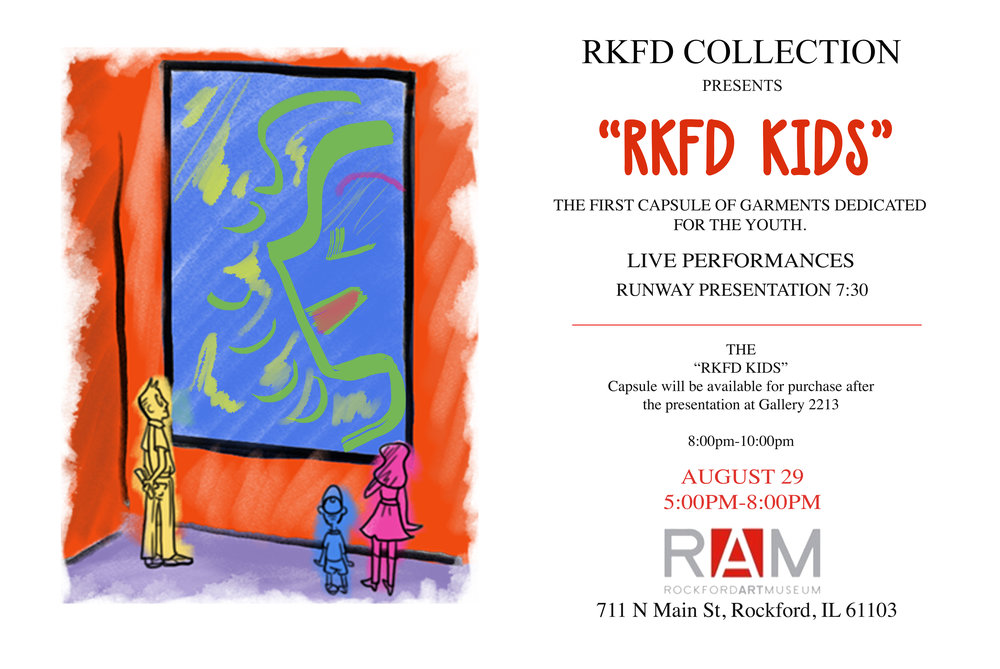 RKFD COLLECTION
PRESENTS
“RKFD KIDS”
THE FIRST CAPSULE OF GARMENTS DEDICATED
FOR THE YOUTH.
LIVE PERFORMANCES
RUNWAY PRESENTATION 7:30
THE
“RKFD KIDS”
Capsule will be available for purchase after
the presentation at Gallery 2213
8:00pm-10:00pm
AUGUST 29
5:00PM-8:00PM
RAM
ROCKFORDARTMUSEUM
711 N Main St, Rockford, IL 61103